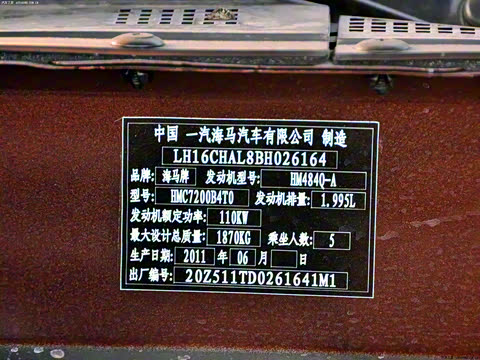 中国 一汽海马汽车有限公司 制造
LH16CHAL8BH026164
品牌: 海马牌 发动机型号: HM484Q-A
型号: HMC7200B4T0 发动机排量: 1.995L
发动机额定功率: 110KW
最大设计总质量: 1870KG 乘坐人数: 5
生产日期: 2011 年 06 月 日
出厂编号: 20Z511TD0261641M1